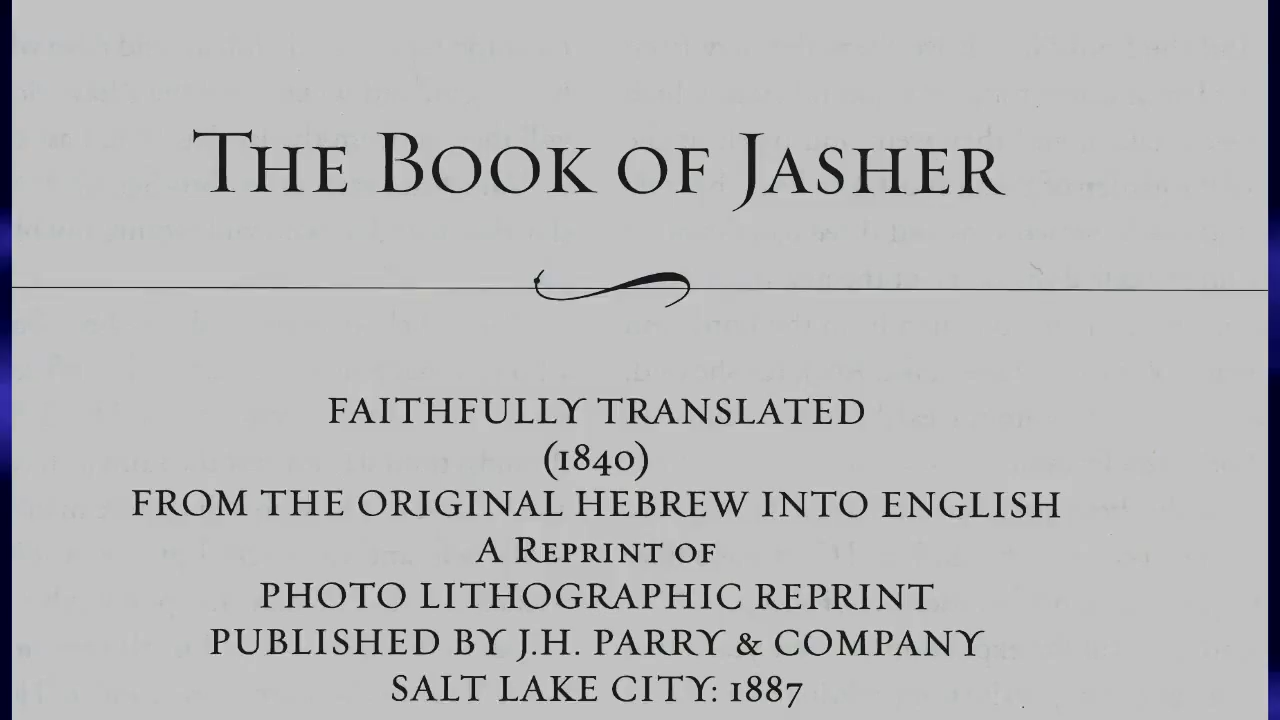 THE BOOK OF JASHER
FAITHFULLY TRANSLATED
(1840)
FROM THE ORIGINAL HEBREW INTO ENGLISH
A REPRINT OF
PHOTO LITHOGRAPHIC REPRINT
PUBLISHED BY J.H. PARRY & COMPANY
SALT LAKE CITY: 1887